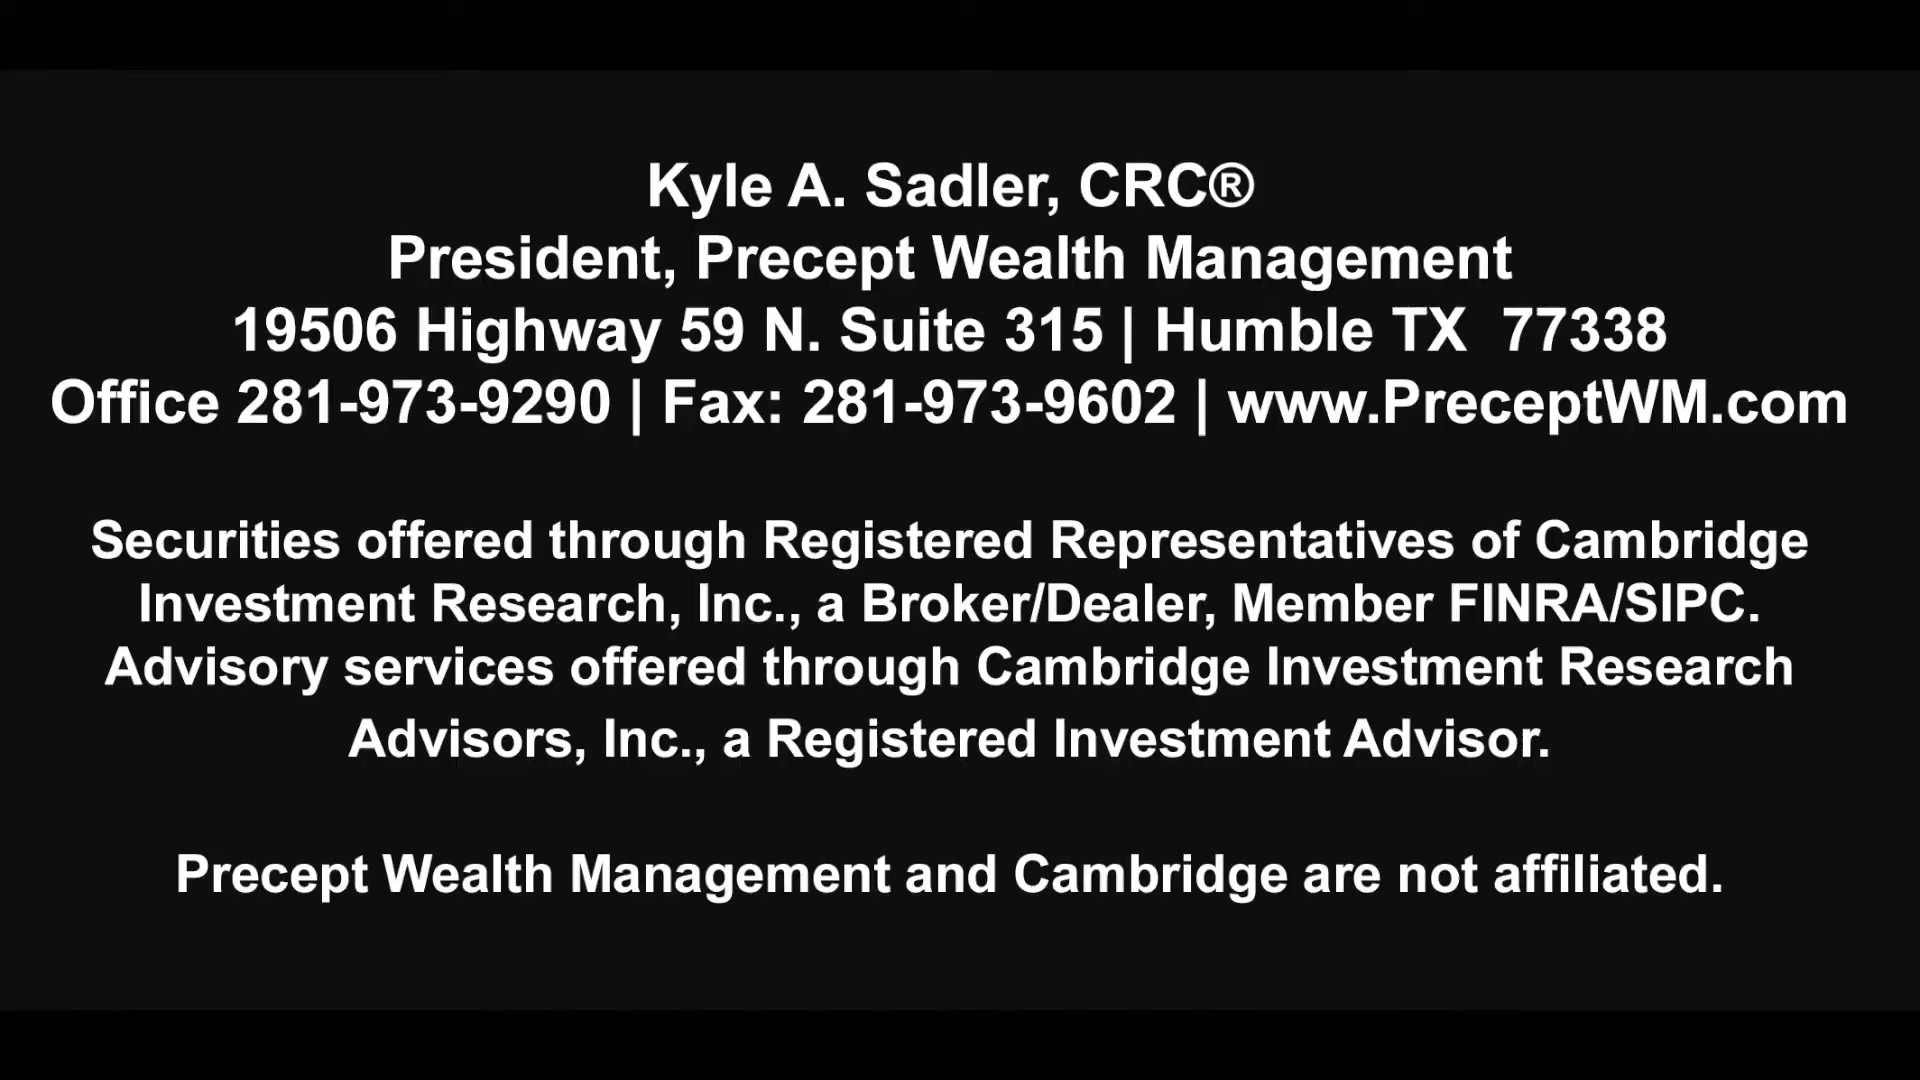 Kyle A. Sadler, CRC®
President, Precept Wealth Management
19506 Highway 59 N. Suite 315 | Humble TX  77338
Office 281-973-9290 | Fax: 281-973-9602 | www.PreceptWM.com
Securities offered through Registered Representatives of Cambridge
Investment Research, Inc., a Broker/Dealer, Member FINRA/SIPC.
Advisory services offered through Cambridge Investment Research
Advisors, Inc., a Registered Investment Advisor.
Precept Wealth Management and Cambridge are not affiliated.